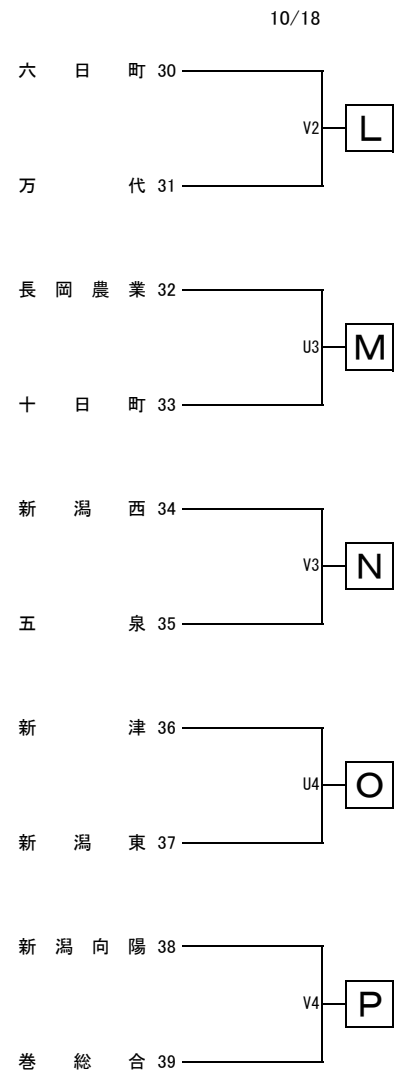 10/18
六日町 30
V2 L
万代 31
長岡農業 32
U3 M
十日町 33
新潟西 34
V3 N
五泉 35
新津 36
U4 O
新潟東 37
新潟向陽 38
V4 P
巻総合 39